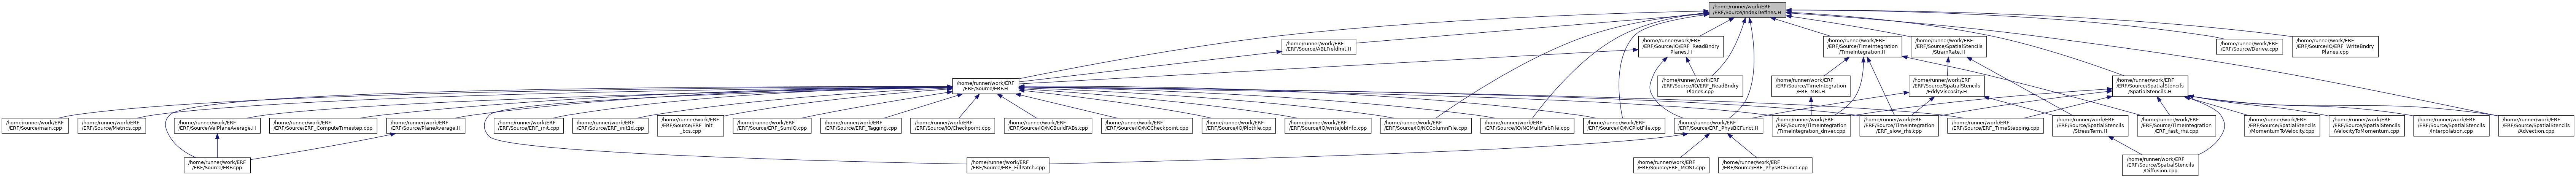 /home/runner/work/ERF
/ERF/Source/IndexDefines.H
/home/runner/work/ERF
/ERF/Source/ABLFieldInit.H
/home/runner/work/ERF
/ERF/Source/IO/ERF_ReadBndry
Planes.H
/home/runner/work/ERF
/ERF/Source/TimeIntegration
/TimeIntegration.H
/home/runner/work/ERF
/ERF/Source/SpatialStencils
/StrainRate.H
/home/runner/work/ERF
/ERF/Source/Derive.cpp
/home/runner/work/ERF
/ERF/Source/IO/ERF_WriteBndry
Planes.cpp
/home/runner/work/ERF
/ERF/Source/ERF.H
/home/runner/work/ERF
/ERF/Source/IO/ERF_ReadBndry
Planes.cpp
/home/runner/work/ERF
/ERF/Source/TimeIntegration
/ERF_MRI.H
/home/runner/work/ERF
/ERF/Source/SpatialStencils
/EddyViscosity.H
/home/runner/work/ERF
/ERF/Source/SpatialStencils
/SpatialStencils.H
/home/runner/work/ERF
/ERF/Source/main.cpp
/home/runner/work/ERF
/ERF/Source/Metrics.cpp
/home/runner/work/ERF
/ERF/Source/VelPlaneAverage.H
/home/runner/work/ERF
/ERF/Source/ERF_ComputeTimestep.cpp
/home/runner/work/ERF
/ERF/Source/PlaneAverage.H
/home/runner/work/ERF
/ERF/Source/ERF_init.cpp
/home/runner/work/ERF
/ERF/Source/ERF_init1d.cpp
/home/runner/work/ERF
/ERF/Source/ERF_init
_bcs.cpp
/home/runner/work/ERF
/ERF/Source/ERF_SumIQ.cpp
/home/runner/work/ERF
/ERF/Source/ERF_Tagging.cpp
/home/runner/work/ERF
/ERF/Source/IO/Checkpoint.cpp
/home/runner/work/ERF
/ERF/Source/IO/NCBuildFABs.cpp
/home/runner/work/ERF
/ERF/Source/IO/NCCheckpoint.cpp
/home/runner/work/ERF
/ERF/Source/IO/Plotfile.cpp
/home/runner/work/ERF
/ERF/Source/IO/writeJobInfo.cpp
/home/runner/work/ERF
/ERF/Source/IO/NCColumnFile.cpp
/home/runner/work/ERF
/ERF/Source/IO/NCMultiFabFile.cpp
/home/runner/work/ERF
/ERF/Source/IO/NCPlotFile.cpp
/home/runner/work/ERF
/ERF/Source/ERF_PhysBCFunct.H
/home/runner/work/ERF
/ERF/Source/TimeIntegration
/TimeIntegration_driver.cpp
/home/runner/work/ERF
/ERF/Source/TimeIntegration
/ERF_slow_rhs.cpp
/home/runner/work/ERF
/ERF/Source/ERF_TimeStepping.cpp
/home/runner/work/ERF
/ERF/Source/SpatialStencils
/StressTerm.H
/home/runner/work/ERF
/ERF/Source/TimeIntegration
/ERF_fast_rhs.cpp
/home/runner/work/ERF
/ERF/Source/SpatialStencils
/MomentumToVelocity.cpp
/home/runner/work/ERF
/ERF/Source/SpatialStencils
/VelocityToMomentum.cpp
/home/runner/work/ERF
/ERF/Source/SpatialStencils
/Interpolation.cpp
/home/runner/work/ERF
/ERF/Source/SpatialStencils
/Advection.cpp
/home/runner/work/ERF
/ERF/Source/ERF.cpp
/home/runner/work/ERF
/ERF/Source/ERF_FillPatch.cpp
/home/runner/work/ERF
/ERF/Source/ERF_MOST.cpp
/home/runner/work/ERF
/ERF/Source/ERF_PhysBCFunct.cpp
/home/runner/work/ERF
/ERF/Source/SpatialStencils
/Diffusion.cpp